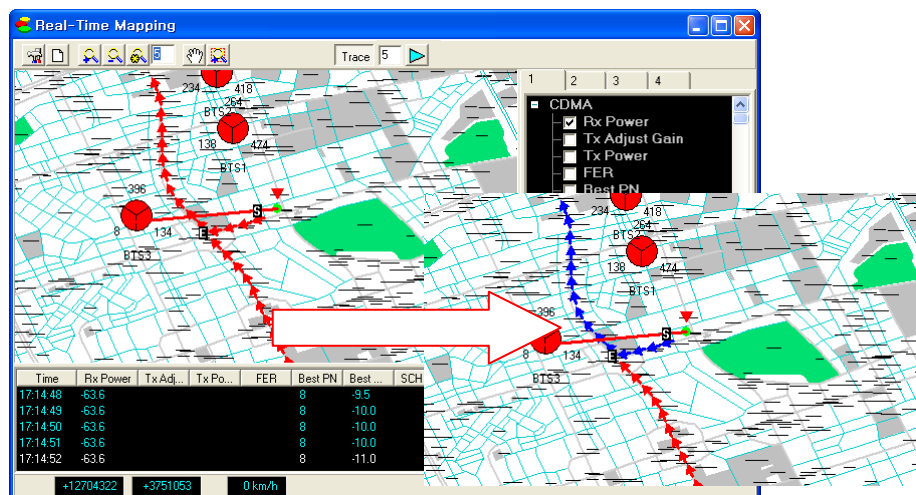 Real-Time Mapping
5
Trace 5
1 2 3 4
CDMA
Rx Power
Tx Adjust Gain
Tx Power
FER
Best PN
234 418
264
BTS2
138 474
BTS1
396
S
8 134
E
BTS3
234 418
264
BTS2
138 474
BTS1
396
S
8 134
E
BTS3
Time Rx Power Tx Adj... Tx Po... FER Best PN Best ... SCH
17:14:48 -63.6 8 -9.5
17:14:49 -63.6 8 -10.0
17:14:50 -63.6 8 -10.0
17:14:51 -63.6 8 -10.0
17:14:52 -63.6 8 -11.0
+12704322 +3751053 0 km/h